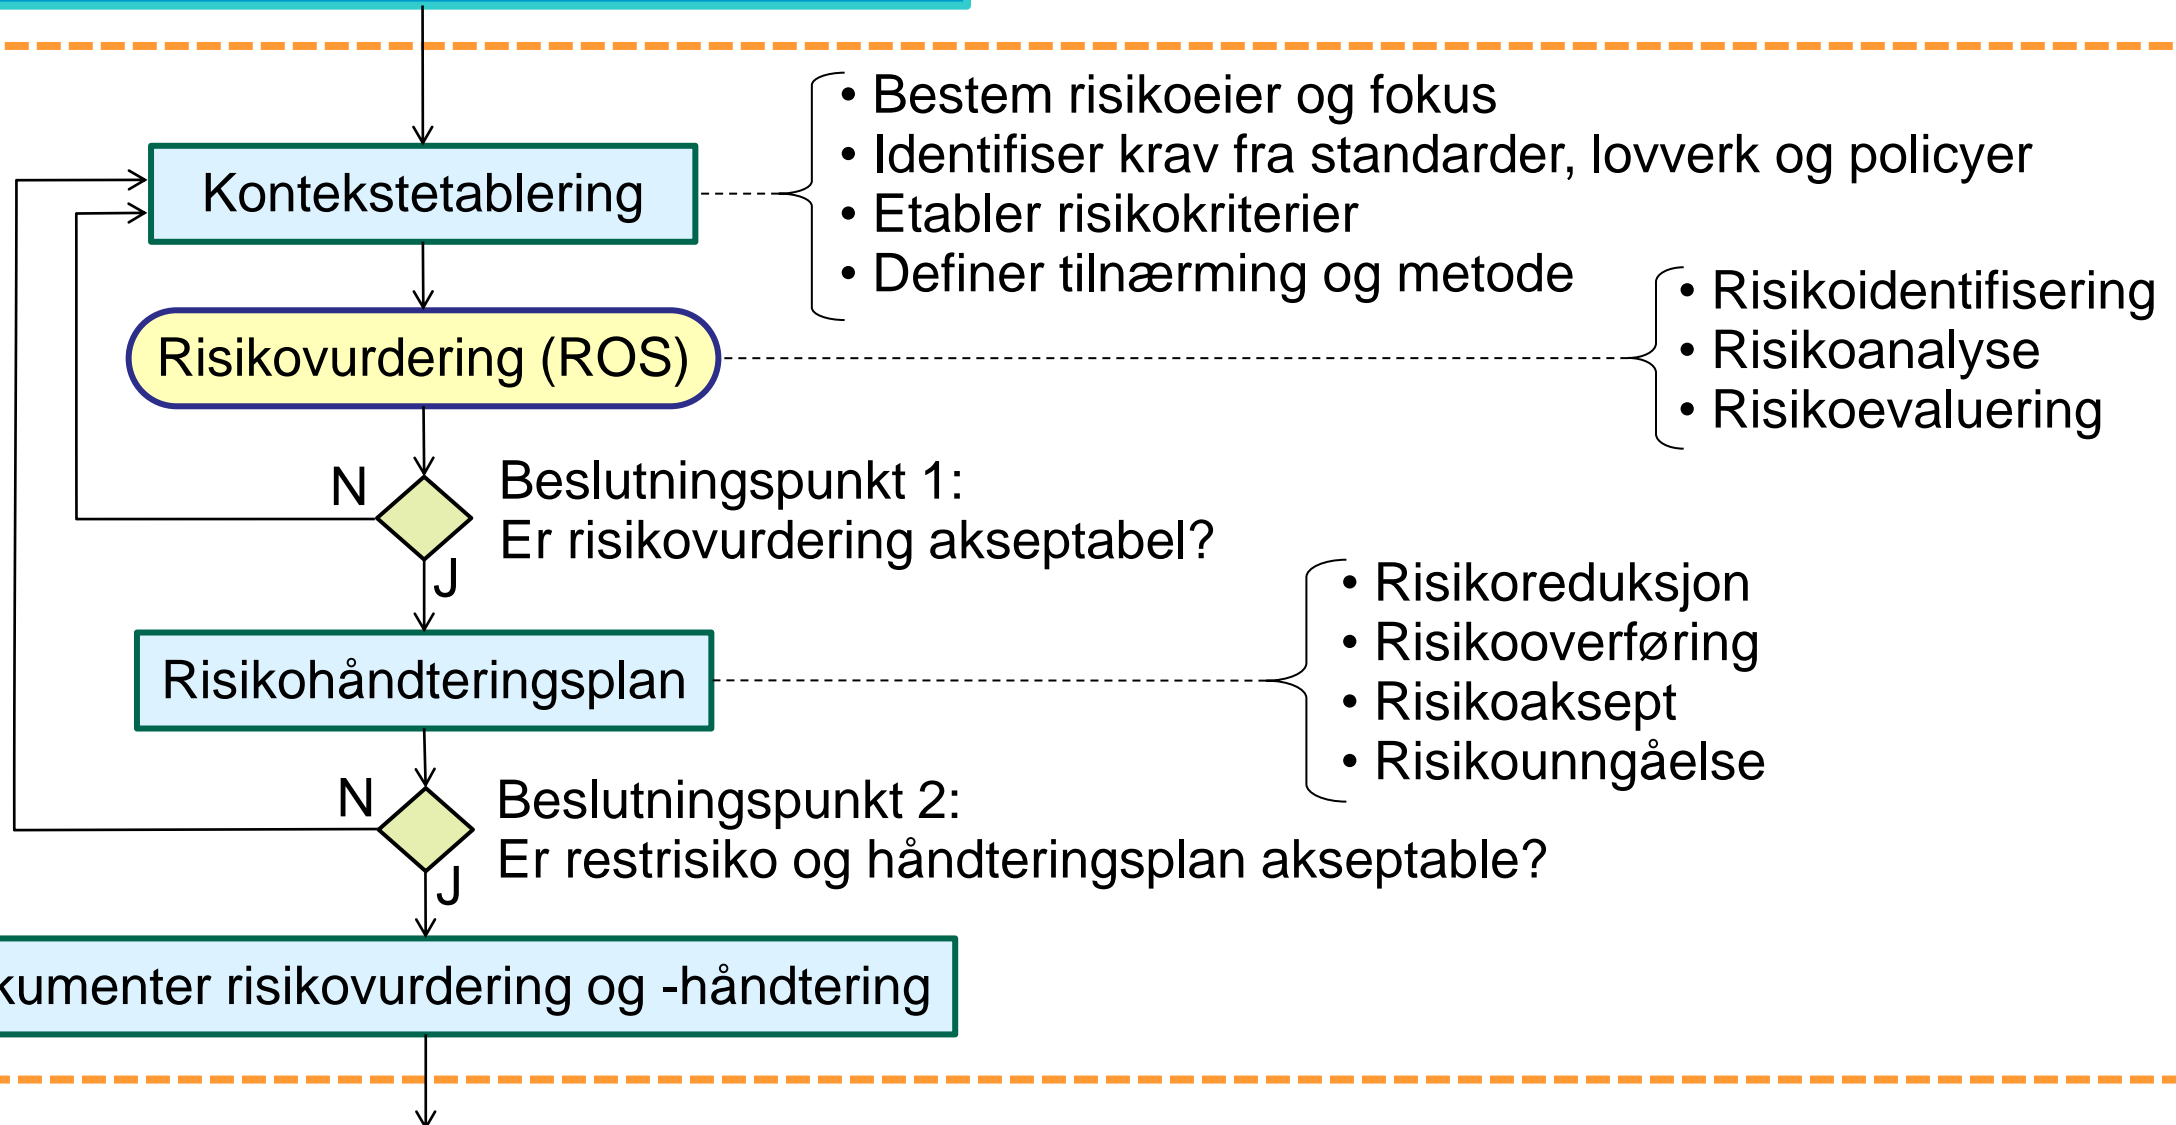 • Bestem risikoeier og fokus
• Identifiser krav fra standarder, lovverk og policyer
Kontekstetablering
• Etabler risikokriterier
• Definer tilnærming og metode
• Risikoidentifisering
Risikovurdering (ROS)
• Risikoanalyse
• Risikoevaluering
N
Beslutningspunkt 1:
Er risikovurdering akseptabel?
J
• Risikoreduksjon
• Risikooverføring
Risikohåndteringsplan
• Risikoaksept
• Risikounngåelse
N
Beslutningspunkt 2:
Er restrisiko og håndteringsplan akseptable?
J
kumenter risikovurdering og -håndtering